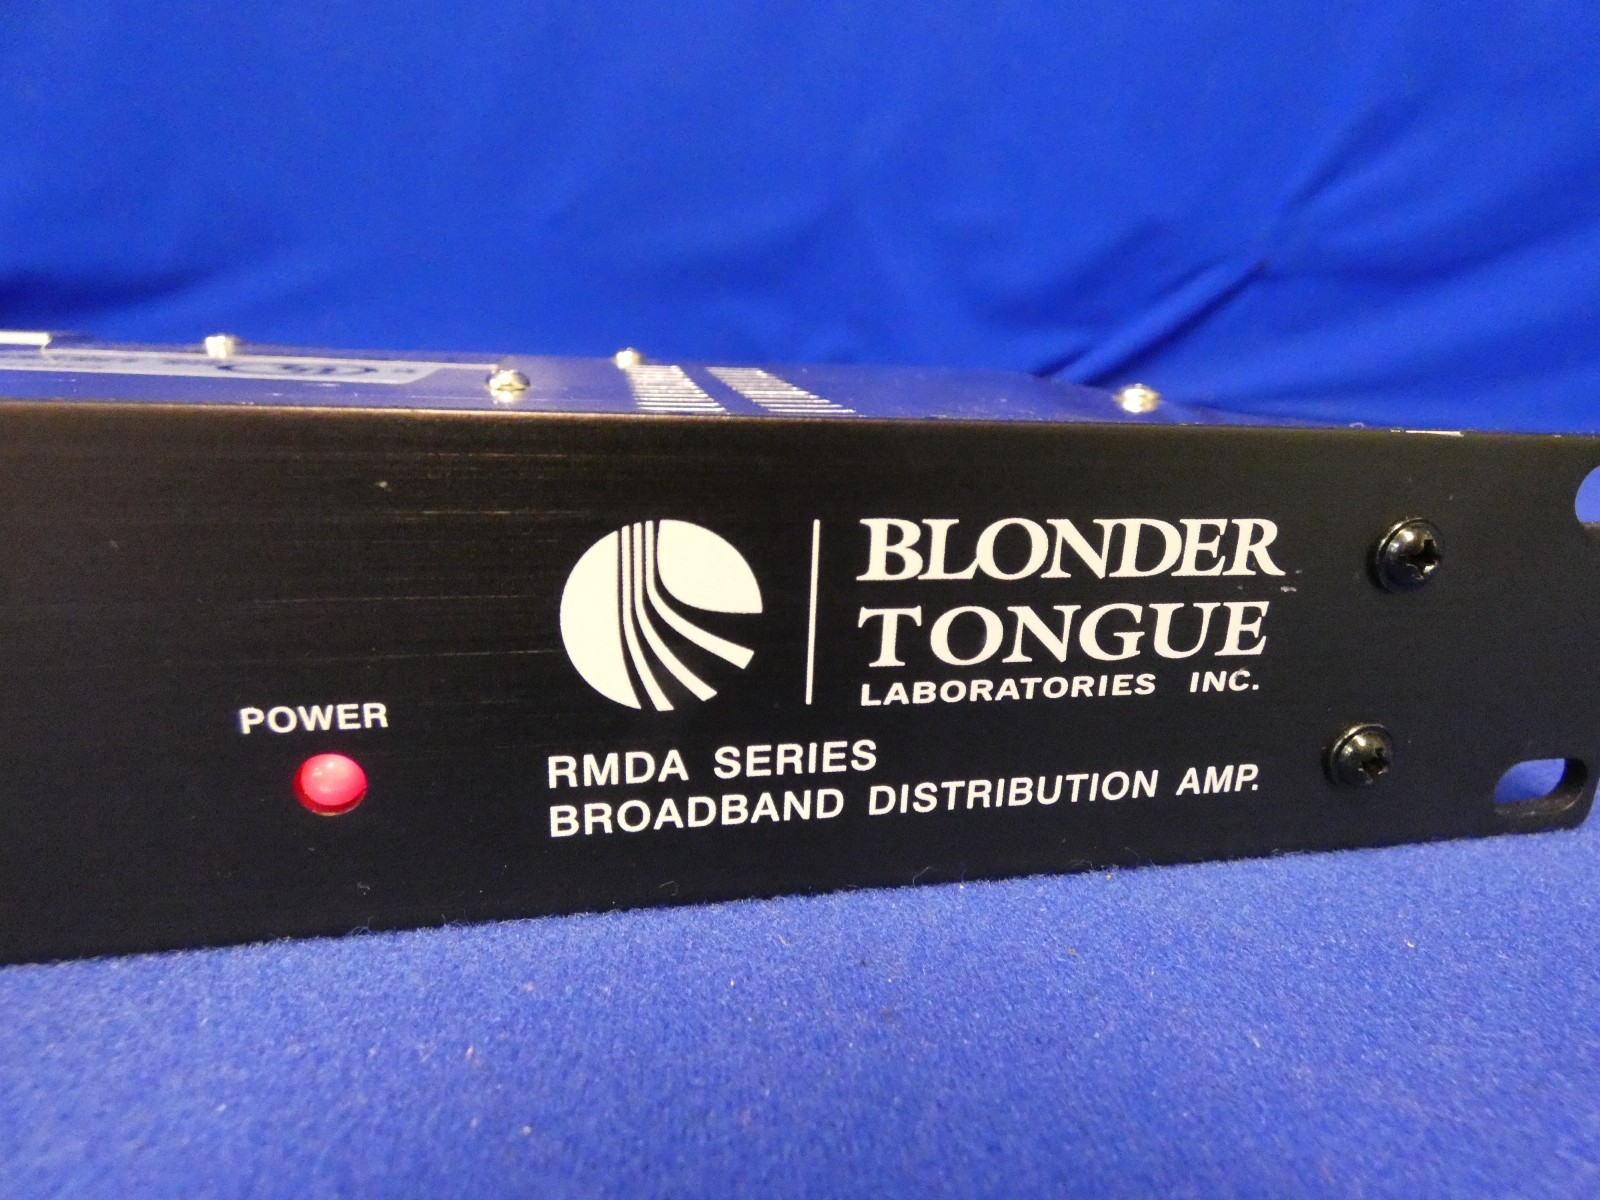 POWER
BLONDER
TONGUE
LABORATORIES INC.
RMDA SERIES
BROADBAND DISTRIBUTION AMP.